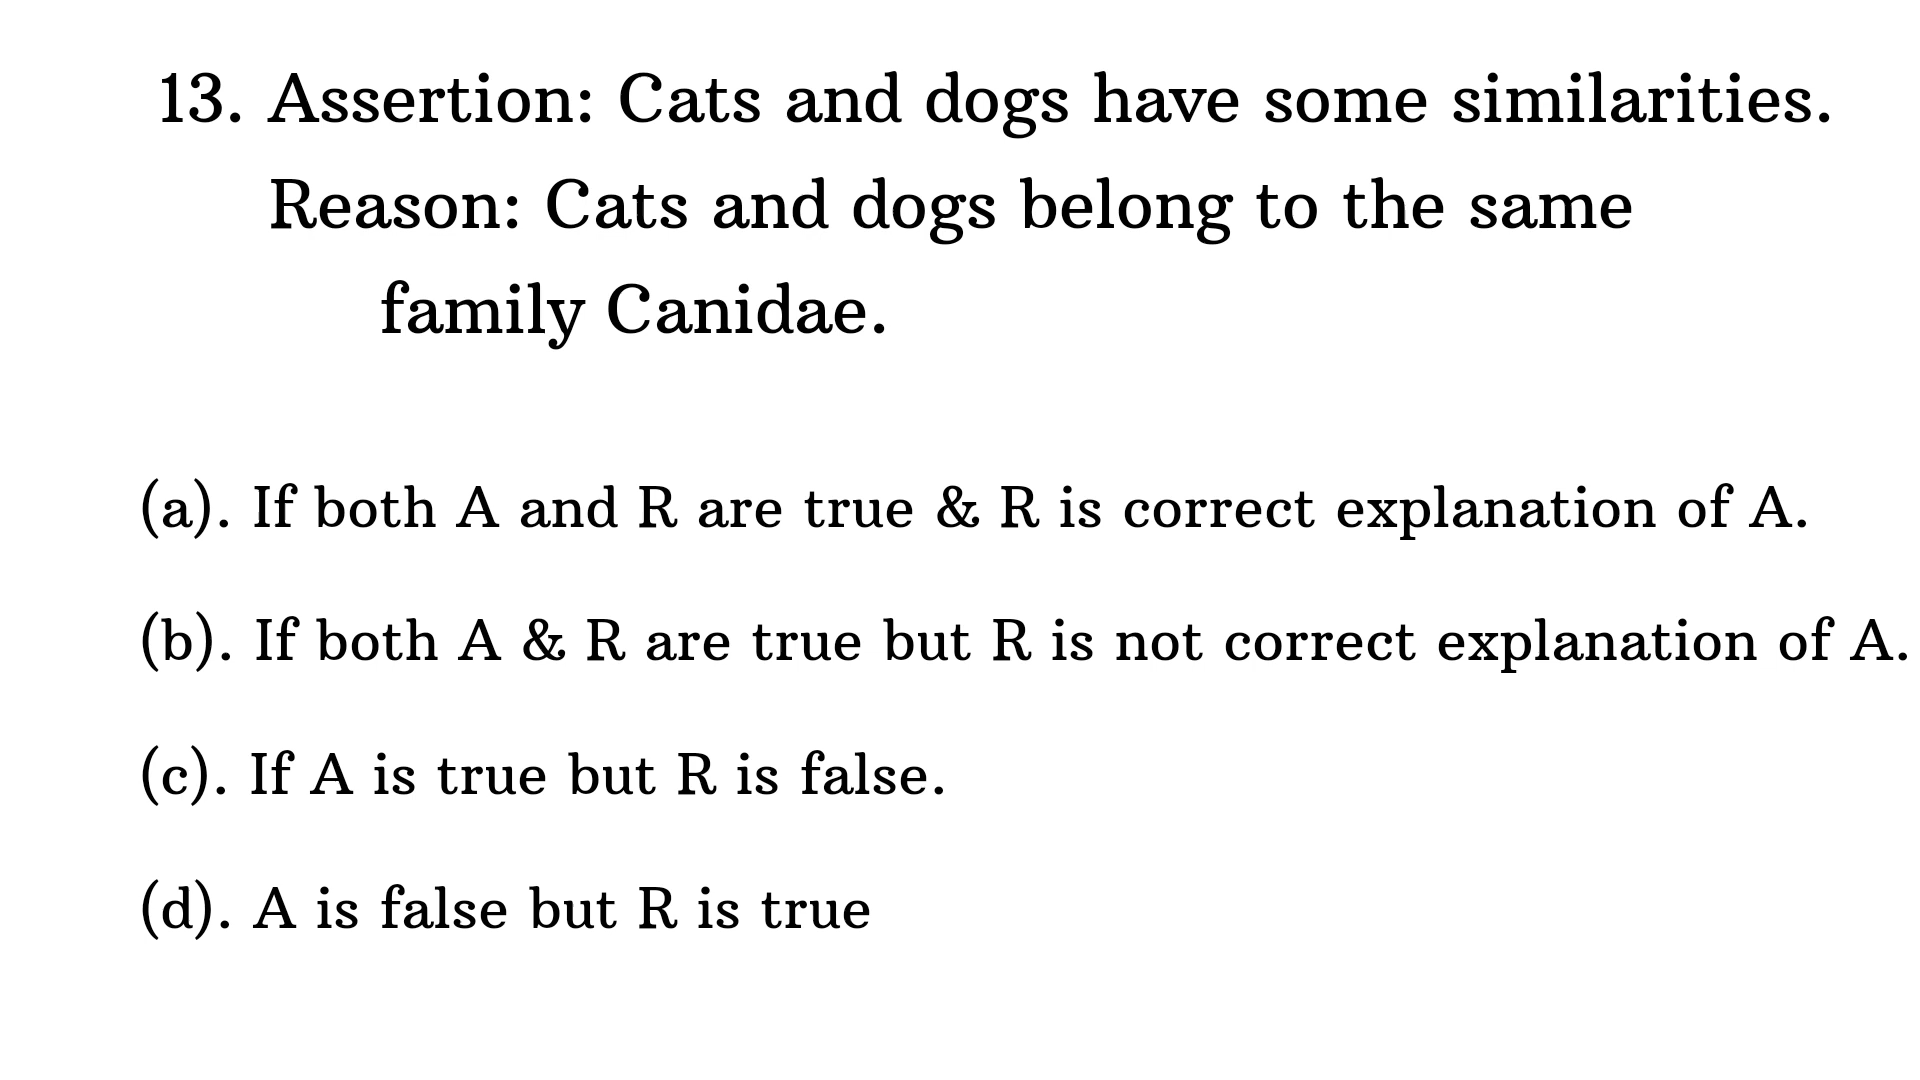 13. Assertion: Cats and dogs have some similarities.
Reason: Cats and dogs belong to the same
family Canidae.
(a). If both A and R are true & R is correct explanation of A.
(b). If both A & R are true but R is not correct explanation of A.
(c). If A is true but R is false.
(d). A is false but R is true